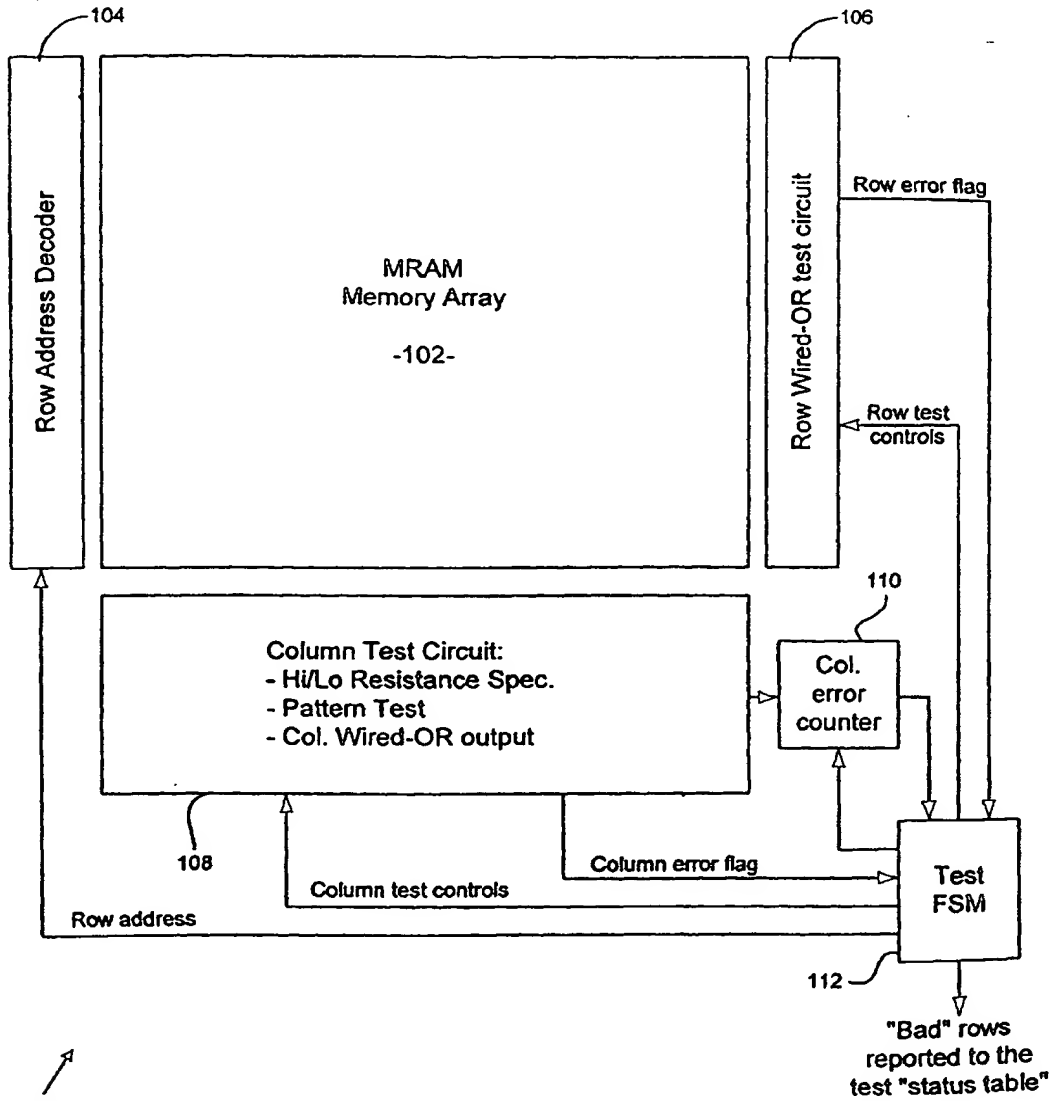 104
106
Row Address Decoder
MRAM
Memory Array
-102-
Row Wired-OR test circuit
Row error flag
Row test
controls
110
Column Test Circuit:
- Hi/Lo Resistance Spec.
- Pattern Test
- Col. Wired-OR output
Col.
error
counter
108
Column error flag
Column test controls
Row address
Test
FSM
112
"Bad" rows
reported to the
test "status table"